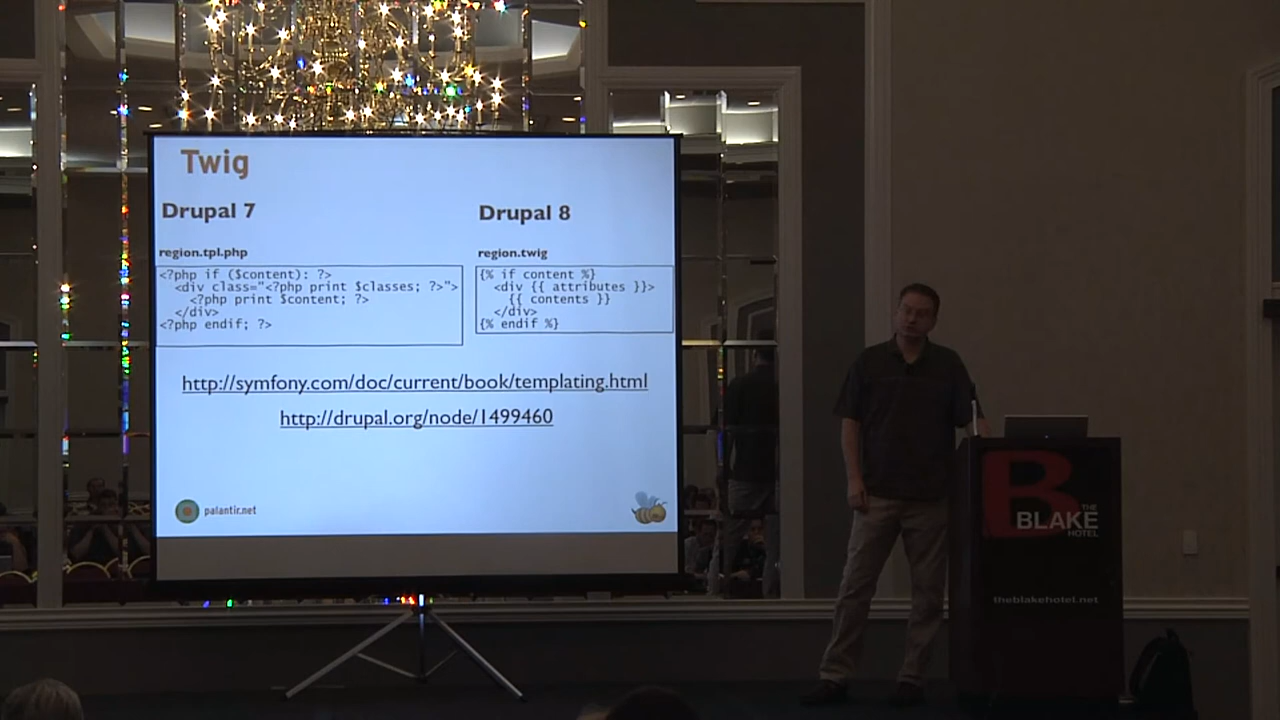 Twig
Drupal 7
region.tpl.php
<?php if ($content): ?>
<div class="<?php print $classes; ?>">
<?php print $content; ?>
</div>
<?php endif; ?>
Drupal 8
region.twig
{% if content %}
<div {{ attributes }}>
{{ contents }}
</div>
{% endif %}
http://symfony.com/doc/current/book/templating.html
http://drupal.org/node/1499460
palantir.net
B
THE
BLAKE
HOTEL
theblakehotel.net